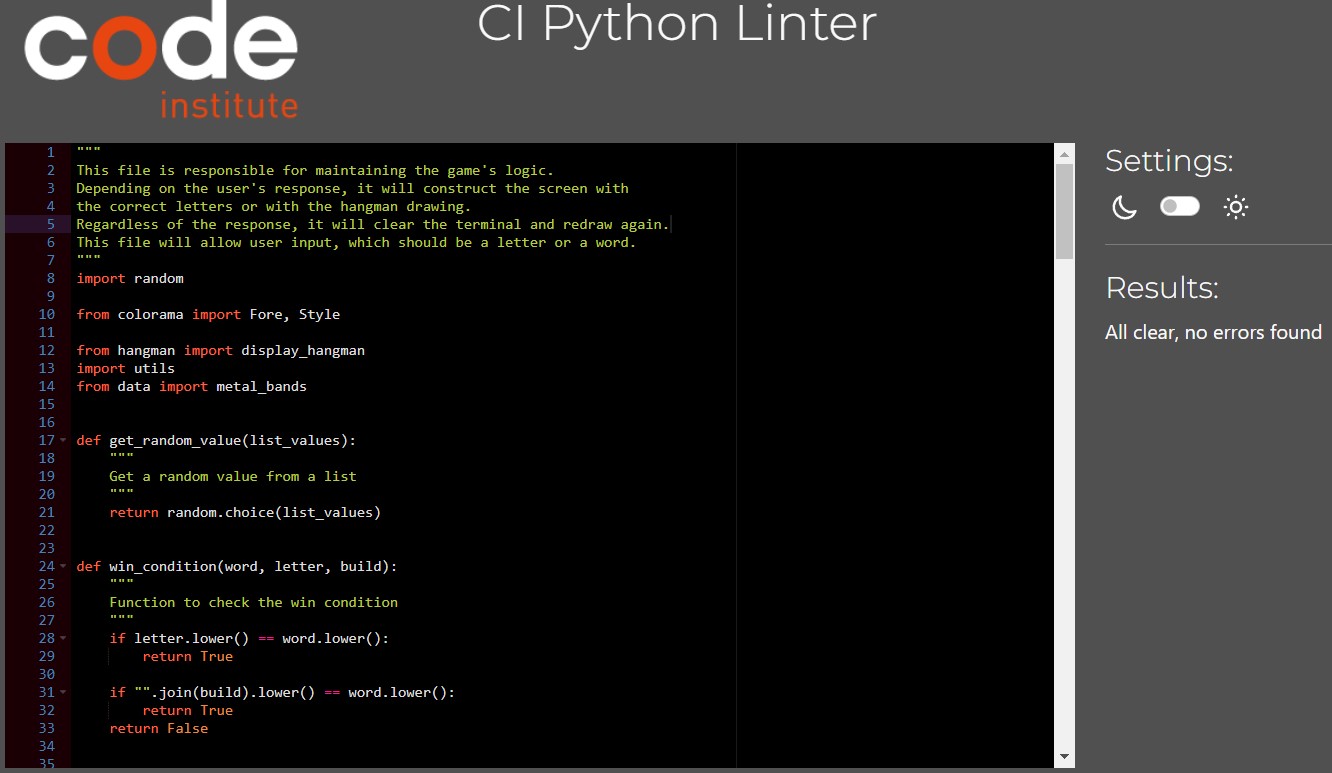 code
institute
CI Python Linter
1 """
2 This file is responsible for maintaining the game's logic.
3 Depending on the user's response, it will construct the screen with
4 the correct letters or with the hangman drawing.
5 Regardless of the response, it will clear the terminal and redraw again.
6 This file will allow user input, which should be a letter or a word.
7 """
8 import random
9
10 from colorama import Fore, Style
11
12 from hangman import display_hangman
13 import utils
14 from data import metal_bands
15
16
17 def get_random_value(list_values):
18     """
19     Get a random value from a list
20     """
21     return random.choice(list_values)
22
23
24 def win_condition(word, letter, build):
25     """
26     Function to check the win condition
27     """
28     if letter.lower() == word.lower():
29         return True
30
31     if "".join(build).lower() == word.lower():
32         return True
33     return False
34
35
Settings:
Results:
All clear, no errors found